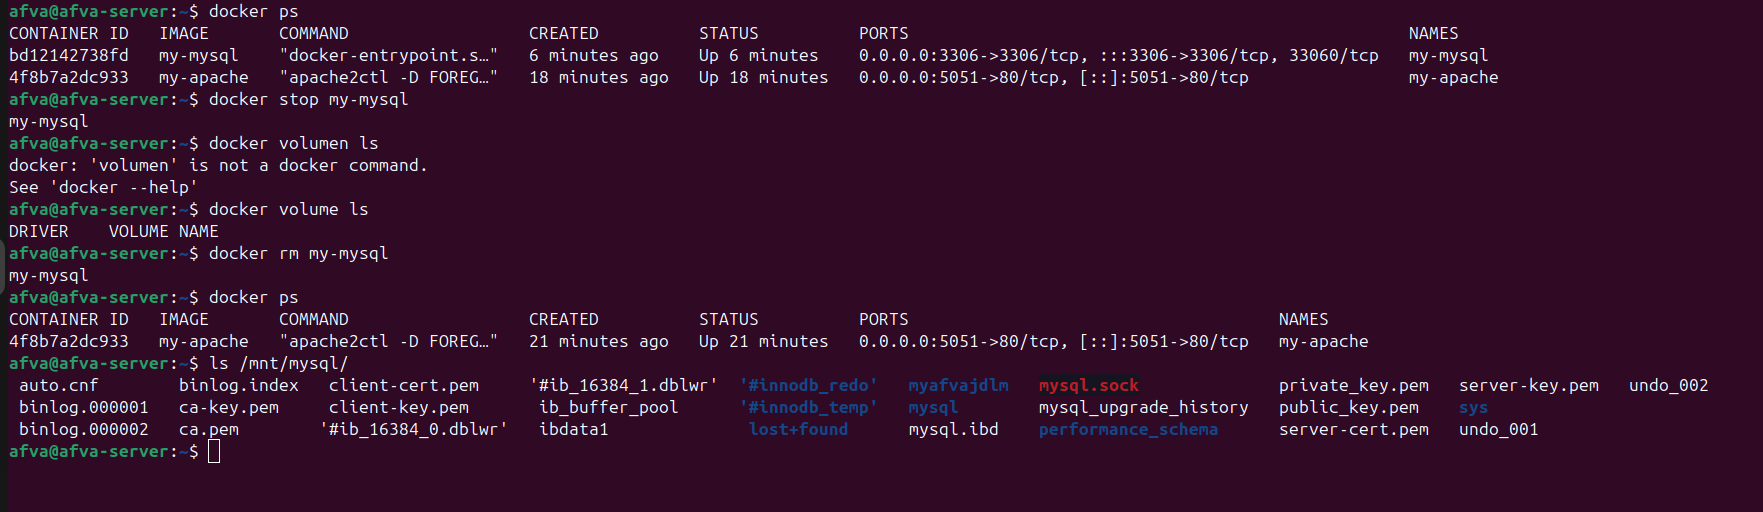 afva@afva-server:~$ docker ps
CONTAINER ID   IMAGE       COMMAND                  CREATED          STATUS          PORTS                                                  NAMES
bd12142738fd   my-mysql    "docker-entrypoint.s…"   6 minutes ago    Up 6 minutes    0.0.0.0:3306->3306/tcp, :::3306->3306/tcp, 33060/tcp   my-mysql
4f8b7a2dc933   my-apache   "apache2ctl -D FOREG…"   18 minutes ago   Up 18 minutes   0.0.0.0:5051->80/tcp, [::]:5051->80/tcp                my-apache
afva@afva-server:~$ docker stop my-mysql
my-mysql
afva@afva-server:~$ docker volumen ls
docker: 'volumen' is not a docker command.
See 'docker --help'
afva@afva-server:~$ docker volume ls
DRIVER    VOLUME NAME
afva@afva-server:~$ docker rm my-mysql
my-mysql
afva@afva-server:~$ docker ps
CONTAINER ID   IMAGE       COMMAND                  CREATED          STATUS          PORTS                                     NAMES
4f8b7a2dc933   my-apache   "apache2ctl -D FOREG…"   21 minutes ago   Up 21 minutes   0.0.0.0:5051->80/tcp, [::]:5051->80/tcp   my-apache
afva@afva-server:~$ ls /mnt/mysql/
 auto.cnf        binlog.index   client-cert.pem     '#ib_16384_1.dblwr'  '#innodb_redo'   myafvajdlm   mysql.sock              private_key.pem   server-key.pem   undo_002
 binlog.000001   ca-key.pem     client-key.pem       ib_buffer_pool      '#innodb_temp'   mysql        mysql_upgrade_history   public_key.pem    sys
 binlog.000002   ca.pem        '#ib_16384_0.dblwr'   ibdata1              lost+found      mysql.ibd    performance_schema      server-cert.pem   undo_001
afva@afva-server:~$